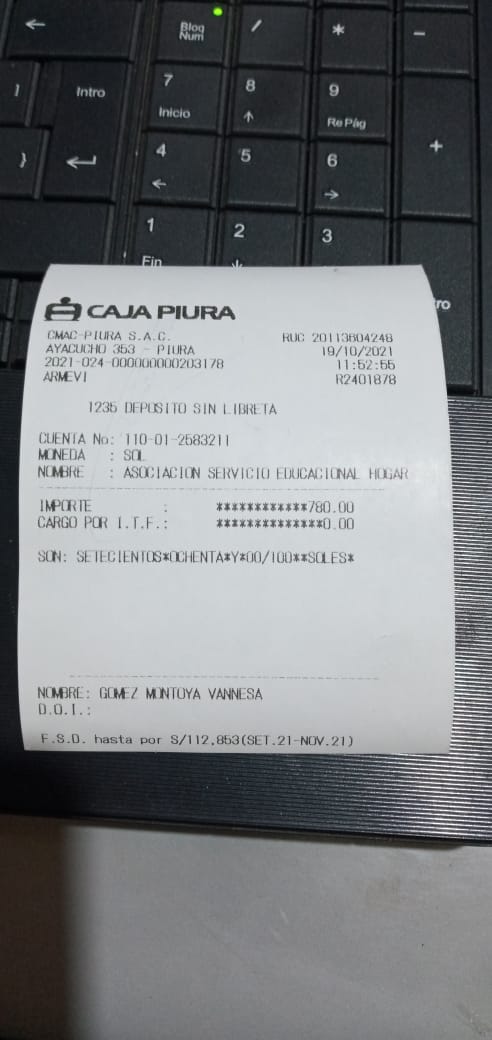 Bloq Num
/
*
-
7
Inicio
8
9
Re Pág
+
Intro
4
5
6
1
Fin
2
3
CAJA PIURA
CMAC-PIURA S.A.C. RUC 20113604248
AYACUCHO 353 - PIURA 19/10/2021
2021-024-000000000203178 11:52:55
ARMEVI R2401878
1235 DEPOSITO SIN LIBRETA
CUENTA No: 110-01-2583211
MONEDA : SOL
NOMBRE : ASOCIACION SERVICIO EDUCACIONAL HOGAR
IMPORTE : ************780.00
CARGO POR I.T.F.: **************0.00
SON: SETECIENTOS*OCHENTA*Y*00/100**SOLES*
NOMBRE: GOMEZ MONTOYA VANNESA
D.O.I.:
F.S.D. hasta por S/112,853(SET.21-NOV.21)